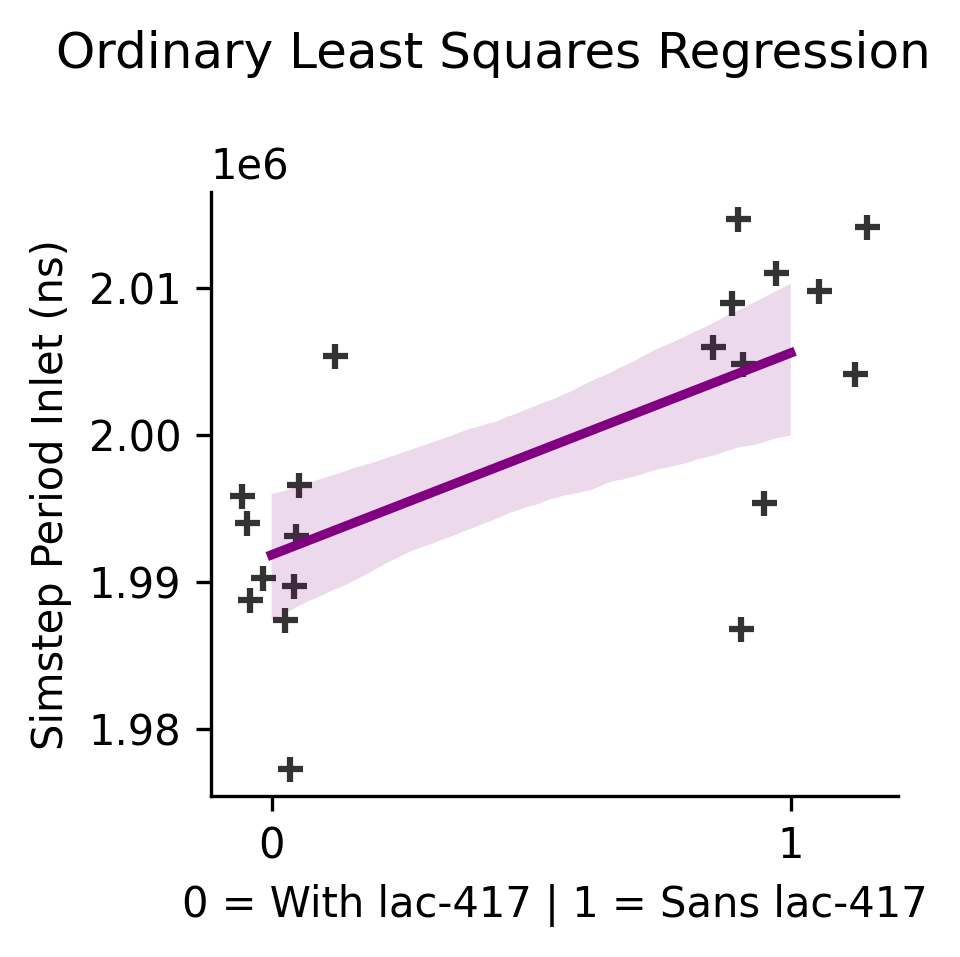 Ordinary Least Squares Regression
1e6
Simstep Period Inlet (ns)
2.01
2.00
1.99
1.98
0
1
0 = With lac-417 | 1 = Sans lac-417